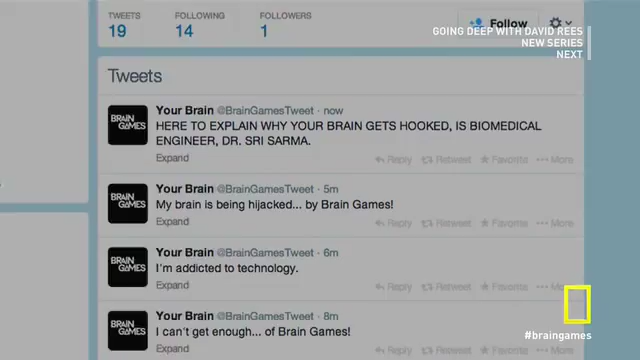 TWEETS FOLLOWING FOLLOWERS
19 14 1
Follow
GOING DEEP WITH DAVID REES
NEW SERIES
NEXT
Tweets
BRAIN GAMES
Your Brain @BrainGamesTweet · now
HERE TO EXPLAIN WHY YOUR BRAIN GETS HOOKED, IS BIOMEDICAL
ENGINEER, DR. SRI SARMA.
Expand Reply Retweet Favorite More
BRAIN GAMES
Your Brain @BrainGamesTweet · 5m
My brain is being hijacked... by Brain Games!
Expand Reply Retweet Favorite More
BRAIN GAMES
Your Brain @BrainGamesTweet · 6m
I'm addicted to technology.
Expand Reply Retweet Favorite More
BRAIN GAMES
Your Brain @BrainGamesTweet · 8m
I can't get enough... of Brain Games!
Expand Reply Retweet Favorite More
#braingames